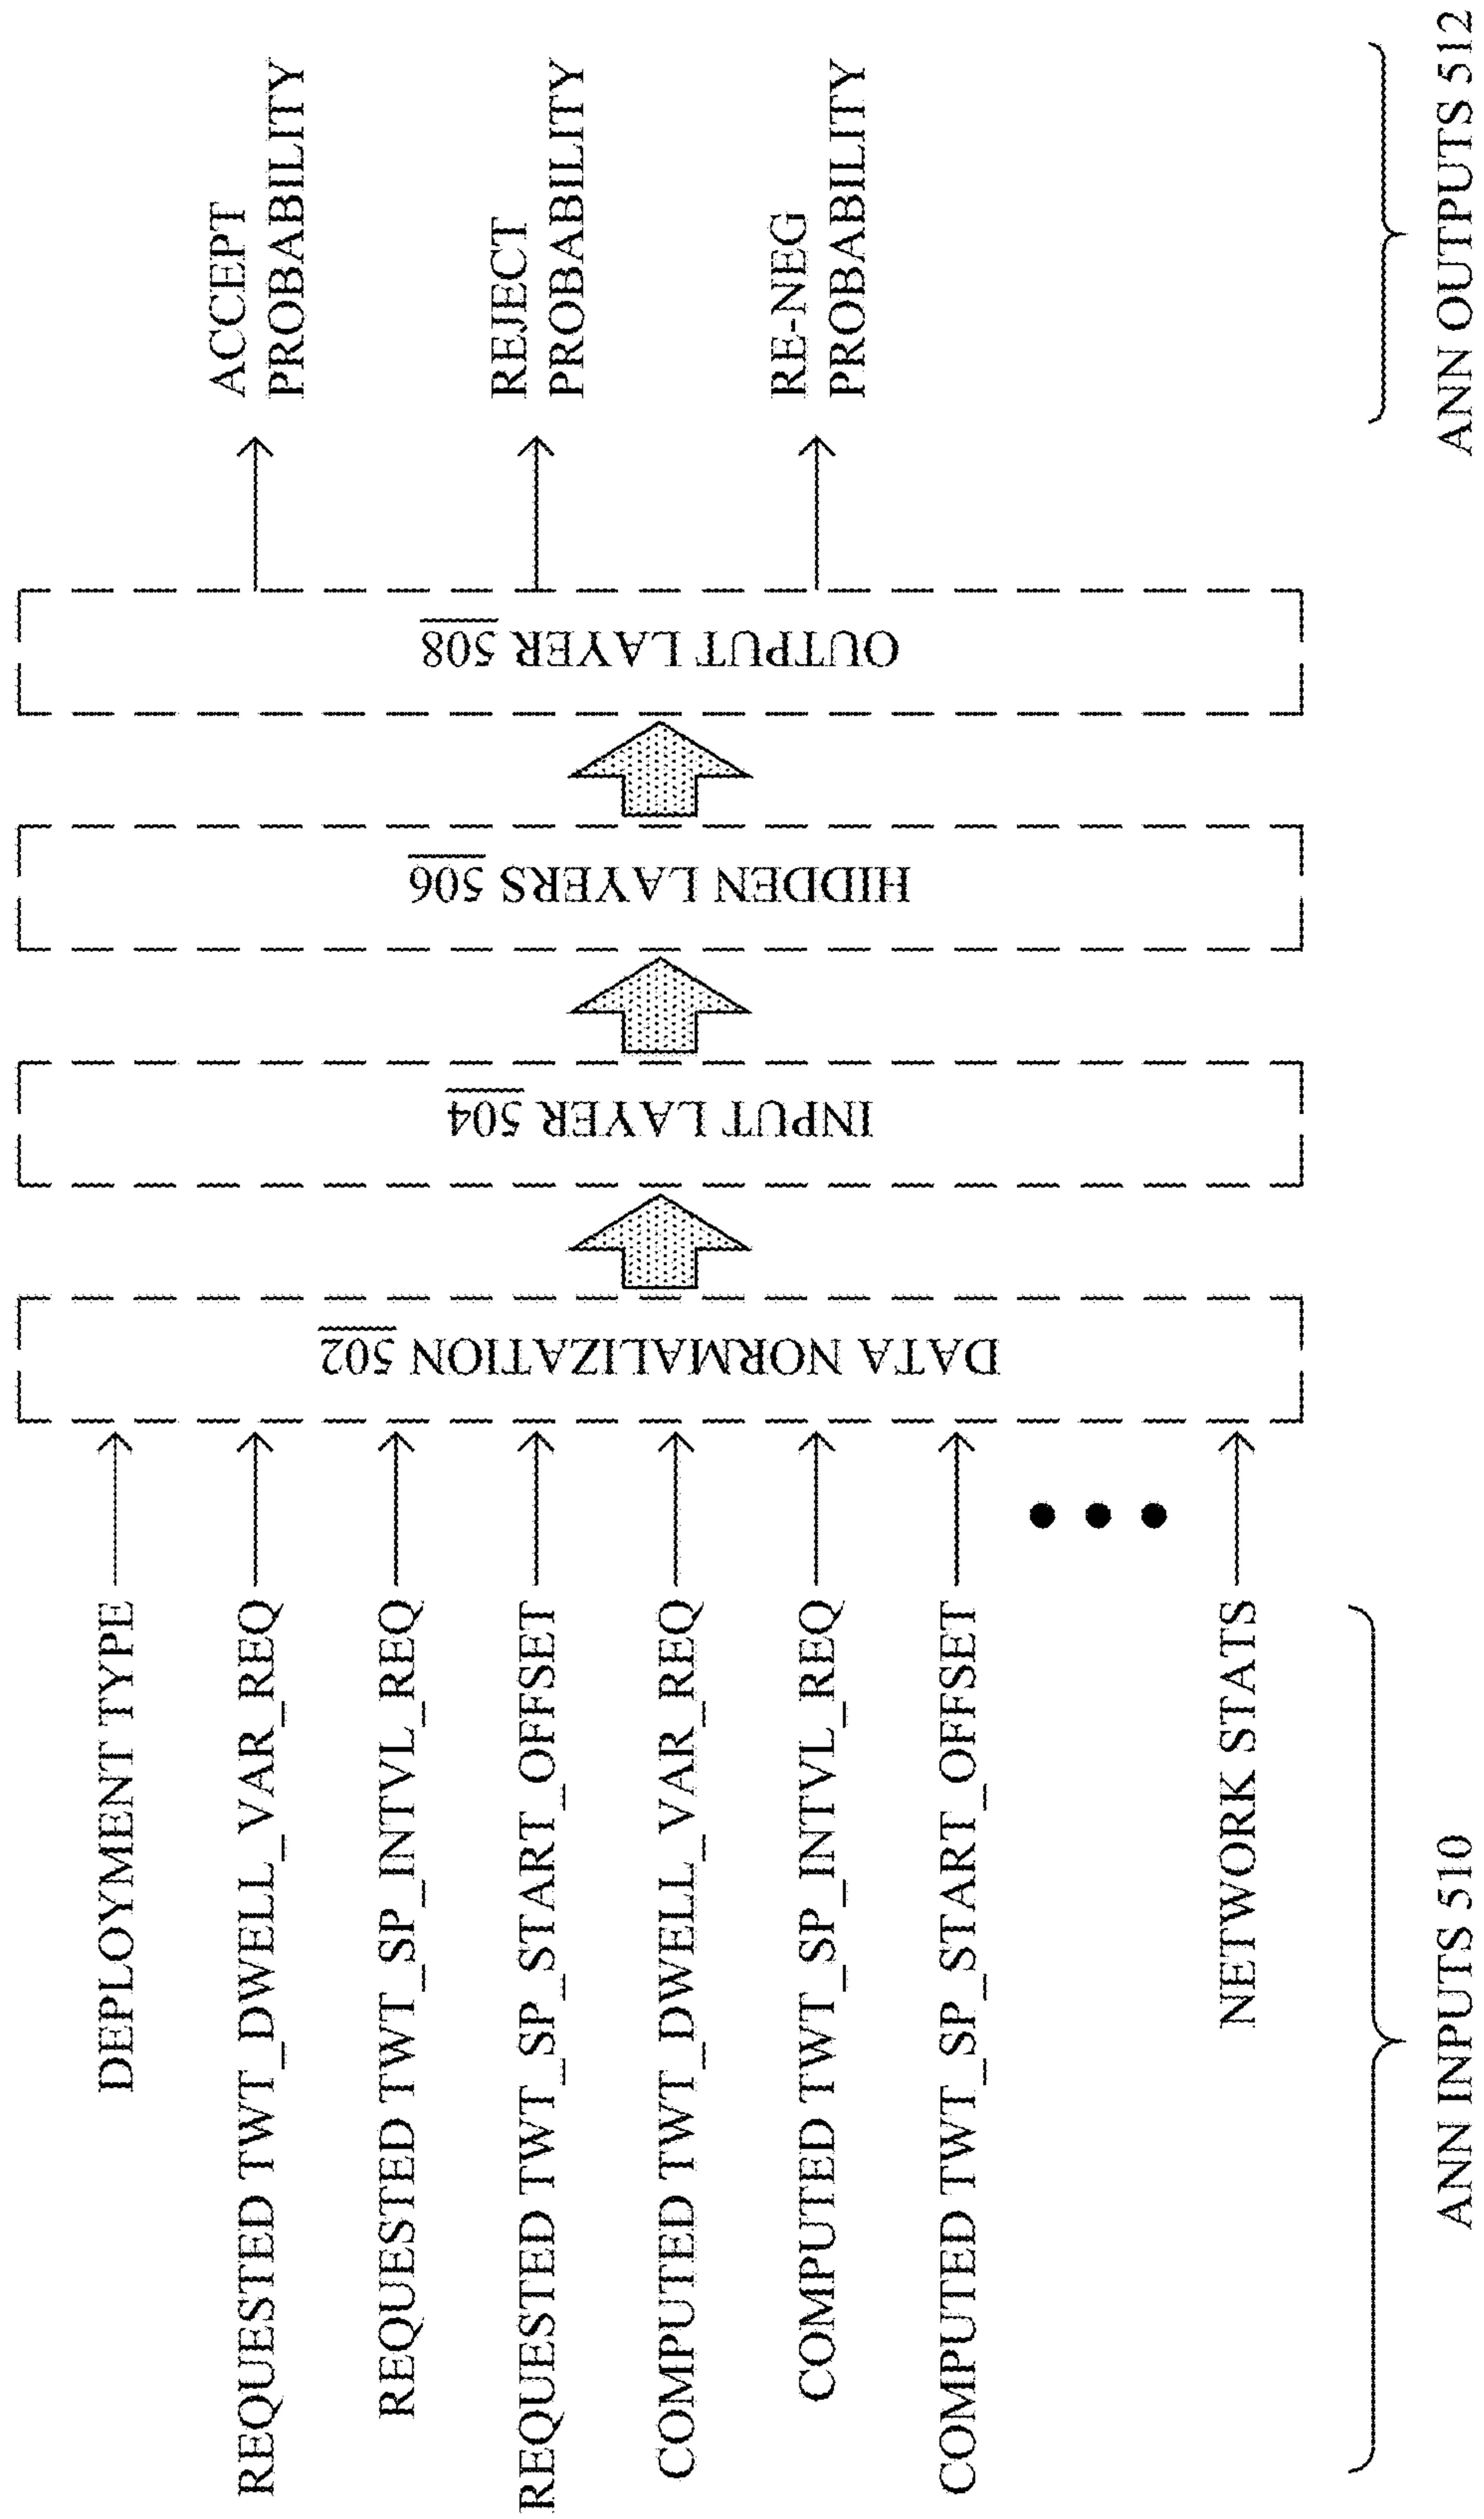 DEPLOYMENT TYPE
REQUESTED TWT_DWELL_VAR_REQ
REQUESTED TWT_SP_INTVL_REQ
REQUESTED TWT_SP_START_OFFSET
COMPUTED TWT_DWELL_VAR_REQ
COMPUTED TWT_SP_INTVL_REQ
COMPUTED TWT_SP_START_OFFSET
NETWORK STATS
ANN INPUTS 510
DATA NORMALIZATION 502
INPUT LAYER 504
HIDDEN LAYERS 506
OUTPUT LAYER 508
ACCEPT
PROBABILITY
REJECT
PROBABILITY
RE-NEG
PROBABILITY
ANN OUTPUTS 512